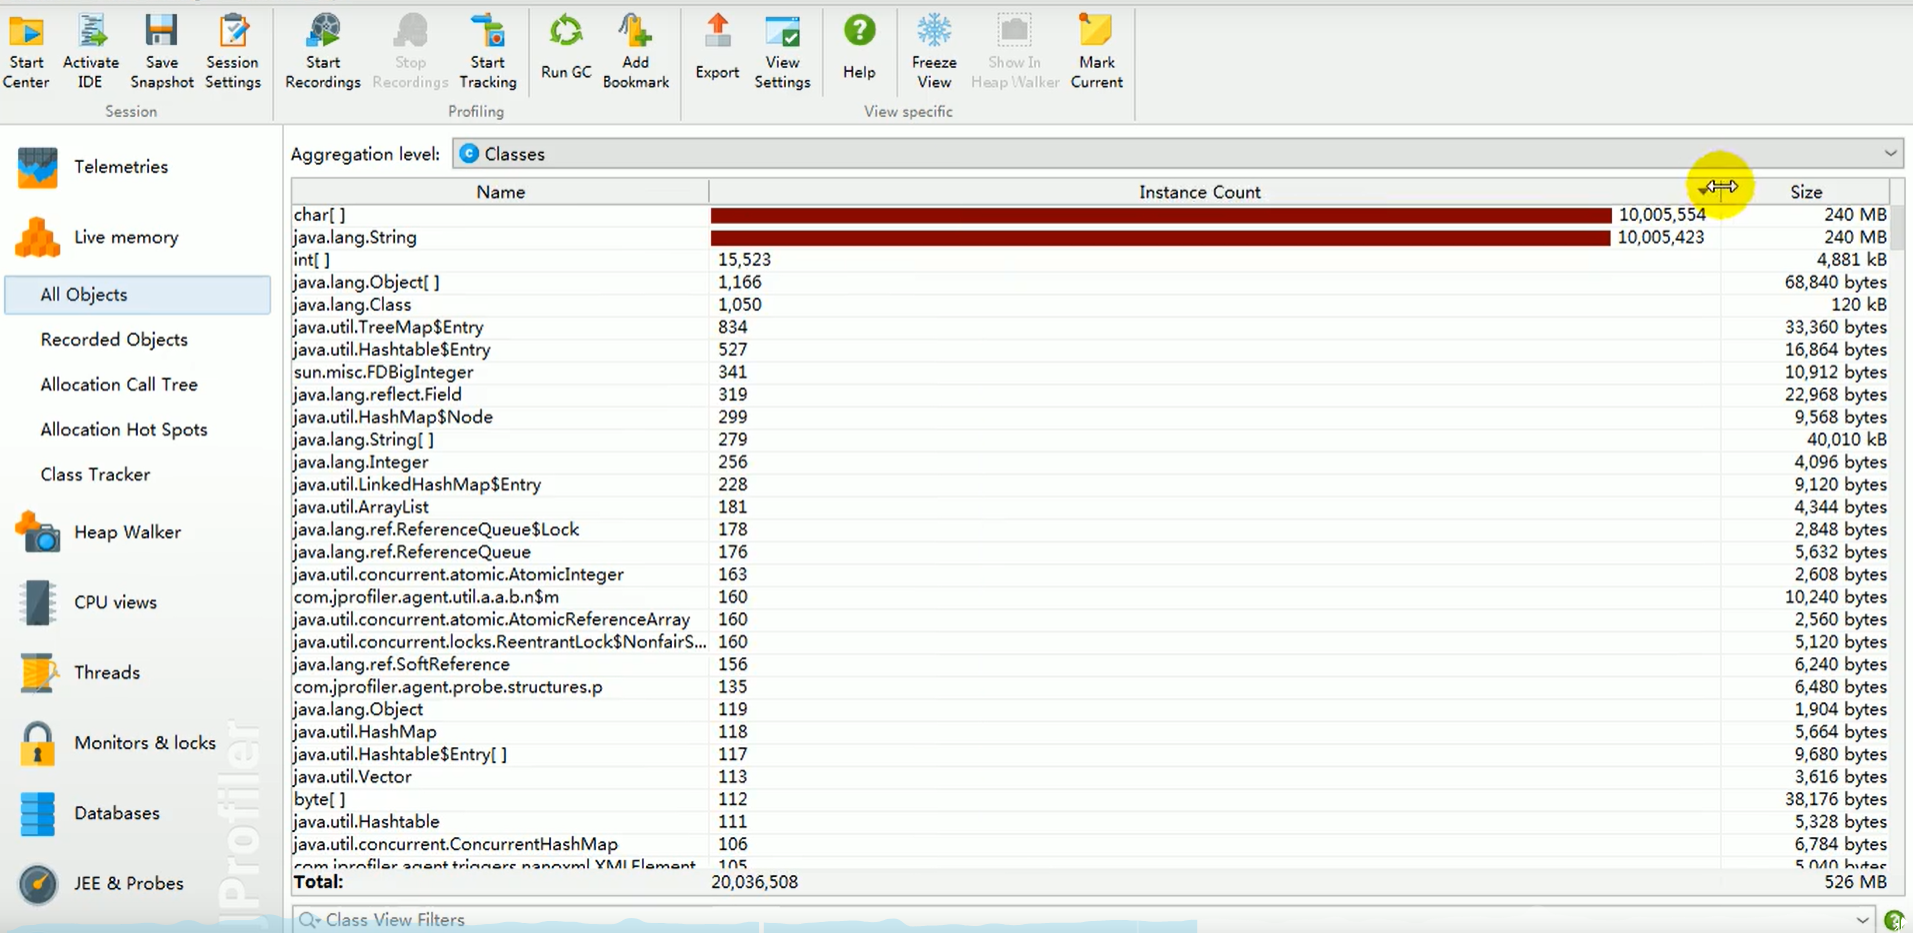 Start Center
Activate IDE
Save Snapshot
Session Settings
Start Recordings
Stop Recordings
Start Tracking
Run GC
Add Bookmark
Export
View Settings
Help
Freeze View
Show In Heap Walker
Mark Current
Session
Profiling
View specific
Telemetries
Live memory
All Objects
Recorded Objects
Allocation Call Tree
Allocation Hot Spots
Class Tracker
Heap Walker
CPU views
Threads
Monitors & locks
Databases
JEE & Probes
JProfiler
Aggregation level: Classes
Name Instance Count Size
char[ ] 10,005,554 240 MB
java.lang.String 10,005,423 240 MB
int[ ] 15,523 4,881 kB
java.lang.Object[ ] 1,166 68,840 bytes
java.lang.Class 1,050 120 kB
java.util.TreeMap$Entry 834 33,360 bytes
java.util.Hashtable$Entry 527 16,864 bytes
sun.misc.FDBigInteger 341 10,912 bytes
java.lang.reflect.Field 319 22,968 bytes
java.util.HashMap$Node 299 9,568 bytes
java.lang.String[ ] 279 40,010 kB
java.lang.Integer 256 4,096 bytes
java.util.LinkedHashMap$Entry 228 9,120 bytes
java.util.ArrayList 181 4,344 bytes
java.lang.ref.ReferenceQueue$Lock 178 2,848 bytes
java.lang.ref.ReferenceQueue 176 5,632 bytes
java.util.concurrent.atomic.AtomicInteger 163 2,608 bytes
com.jprofiler.agent.util.a.a.b.n$m 160 10,240 bytes
java.util.concurrent.atomic.AtomicReferenceArray 160 2,560 bytes
java.util.concurrent.locks.ReentrantLock$NonfairS... 160 5,120 bytes
java.lang.ref.SoftReference 156 6,240 bytes
com.jprofiler.agent.probe.structures.p 135 6,480 bytes
java.lang.Object 119 1,904 bytes
java.util.HashMap 118 5,664 bytes
java.util.Hashtable$Entry[ ] 117 9,680 bytes
java.util.Vector 113 3,616 bytes
byte[ ] 112 38,176 bytes
java.util.Hashtable 111 5,328 bytes
java.util.concurrent.ConcurrentHashMap 106 6,784 bytes
com.jprofiler.agent.triggers.nanoxml.XMLElement 105 5,040 bytes
Total: 20,036,508 526 MB
Class View Filters